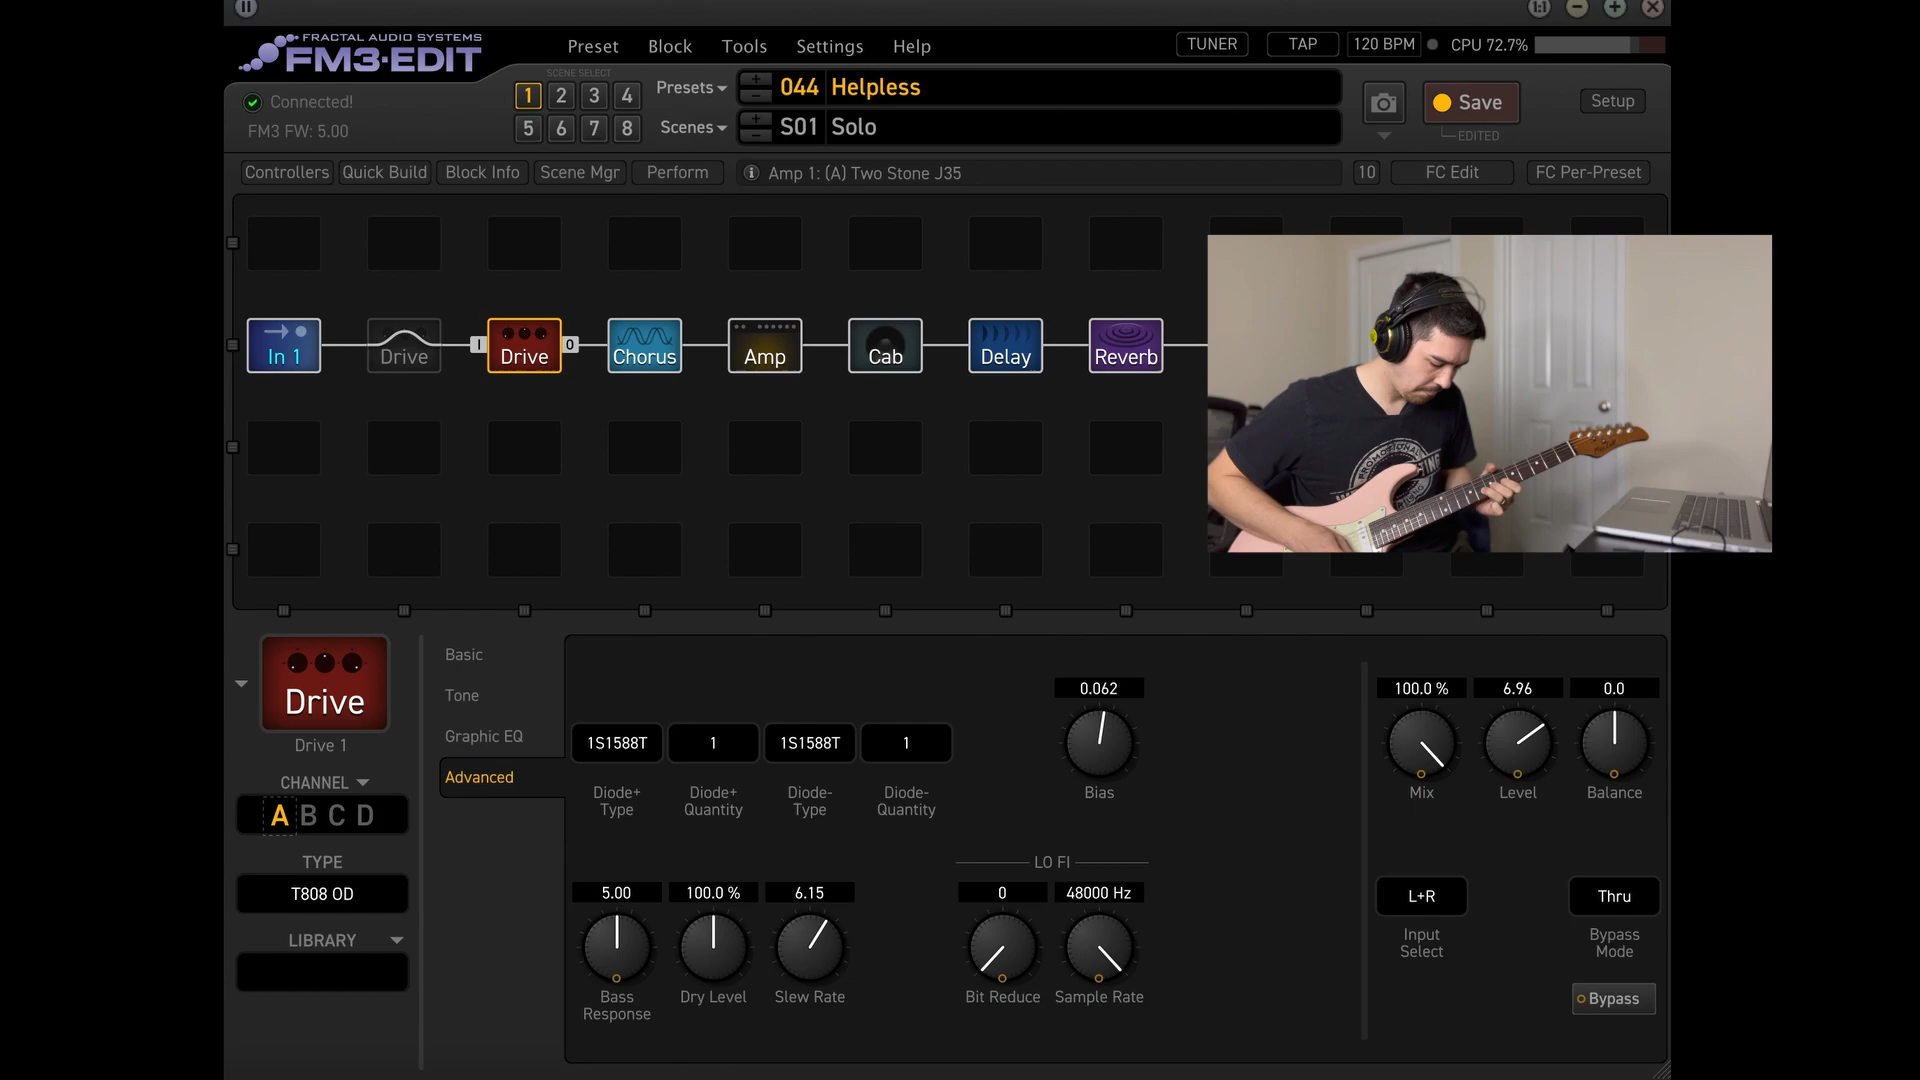 FRACTAL AUDIO SYSTEMS
FM3-EDIT
Preset Block Tools Settings Help
TUNER TAP 120 BPM CPU 72.7%
1:1
SCENE SELECT
1 2 3 4
5 6 7 8
Presets 044 Helpless
Scenes S01 Solo
Connected!
FM3 FW: 5.00
Save
EDITED
Setup
Controllers Quick Build Block Info Scene Mgr Perform Amp 1: (A) Two Stone J35 10 FC Edit FC Per-Preset
In 1 Drive I Drive O Chorus Amp Cab Delay Reverb
PROMOTIONAL
Drive
Drive 1
CHANNEL
A B C D
TYPE
T808 OD
LIBRARY
Basic
Tone
Graphic EQ
Advanced
0.062
Bias
1S1588T 1 1S1588T 1
Diode+ Type
Diode+ Quantity
Diode- Type
Diode- Quantity
LO FI
5.00 100.0 % 6.15 0 48000 Hz
Bass Response
Dry Level
Slew Rate
Bit Reduce
Sample Rate
100.0 % 6.96 0.0
Mix Level Balance
L+R
Input Select
Thru
Bypass Mode
Bypass